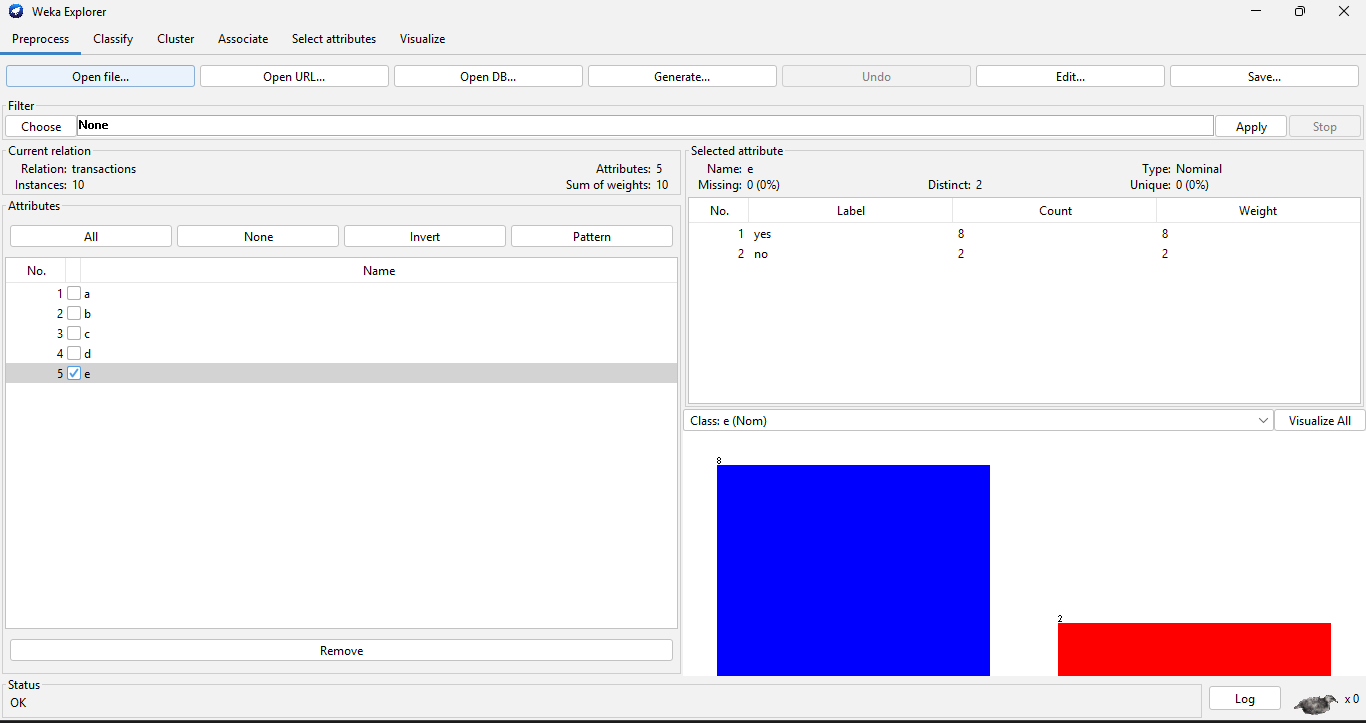 Weka Explorer
Preprocess Classify Cluster Associate Select attributes Visualize
Open file... Open URL... Open DB... Generate... Undo Edit... Save...
Filter
Choose None Apply Stop
Current relation
Relation: transactions Attributes: 5
Instances: 10 Sum of weights: 10
Attributes
All None Invert Pattern
No. Name
1 a
2 b
3 c
4 d
5 e
Remove
Selected attribute
Name: e Type: Nominal
Missing: 0 (0%) Distinct: 2 Unique: 0 (0%)
No. Label Count Weight
1 yes 8 8
2 no 2 2
Class: e (Nom) Visualize All
8
2
Status
OK
Log x 0